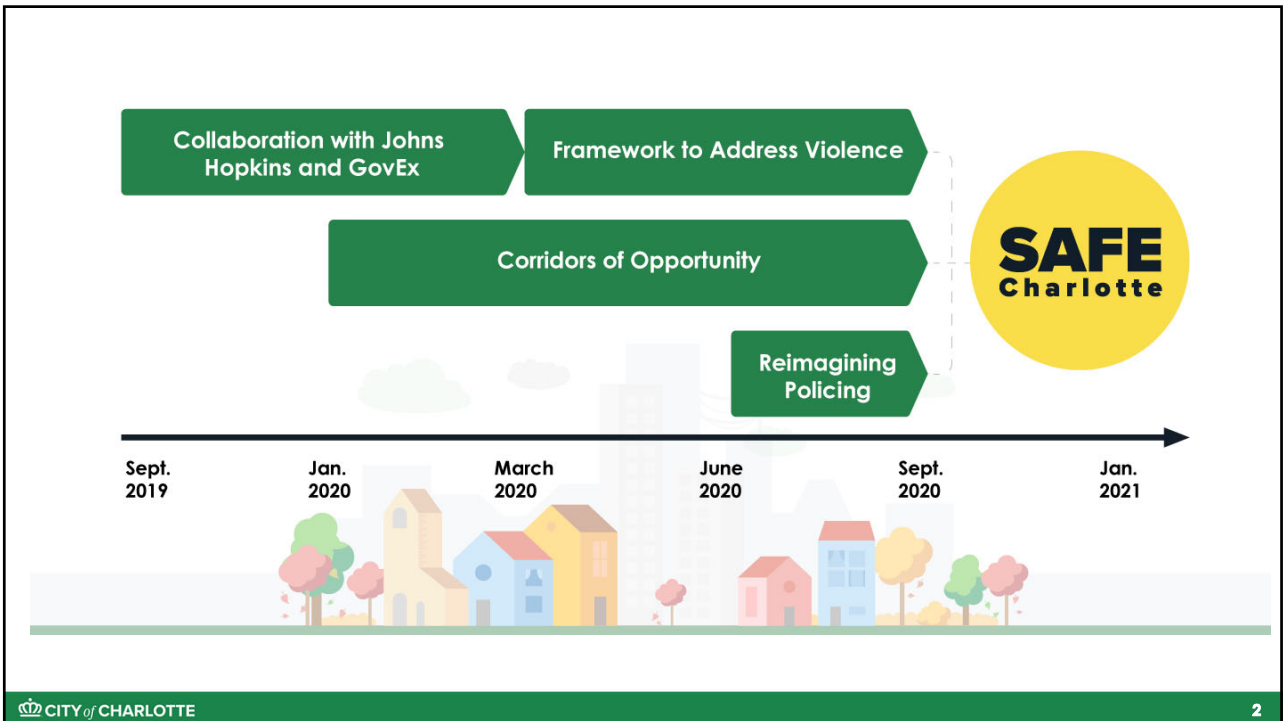 Collaboration with Johns
Hopkins and GovEx
Framework to Address Violence
Corridors of Opportunity
Reimagining
Policing
SAFE
Charlotte
Sept.
2019
Jan.
2020
March
2020
June
2020
Sept.
2020
Jan.
2021
CITY of CHARLOTTE
2